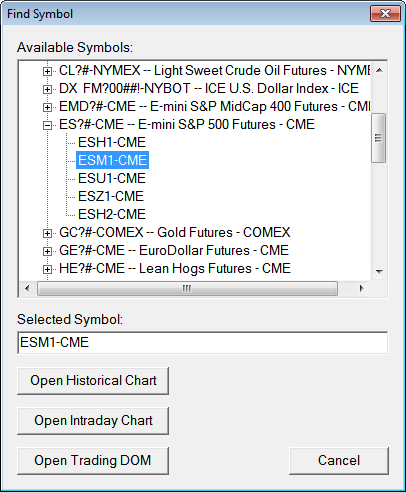 Find Symbol
Available Symbols:
CL?#-NYMEX -- Light Sweet Crude Oil Futures - NYME
DX FM?00##!-NYBOT -- ICE U.S. Dollar Index - ICE
EMD?#-CME -- E-mini S&P MidCap 400 Futures - CME
ES?#-CME -- E-mini S&P 500 Futures - CME
ESH1-CME
ESM1-CME
ESU1-CME
ESZ1-CME
ESH2-CME
GC?#-COMEX -- Gold Futures - COMEX
GE?#-CME -- EuroDollar Futures - CME
HE?#-CME -- Lean Hogs Futures - CME
Selected Symbol:
ESM1-CME
Open Historical Chart
Open Intraday Chart
Open Trading DOM
Cancel